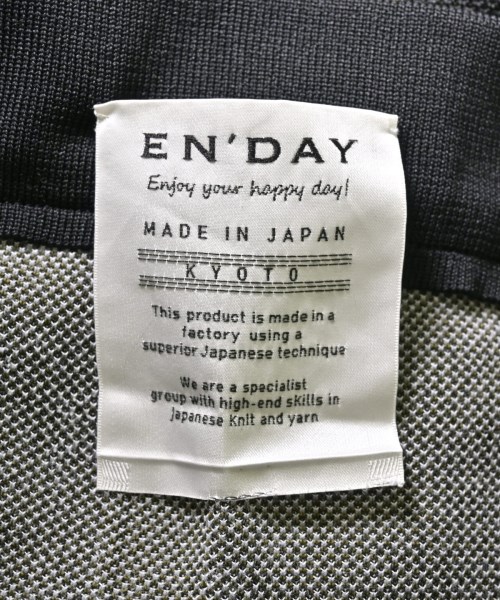 EN'DAY
Enjoy your happy day!
MADE IN JAPAN
KYOTO
This product is made in a
factory using a
superior Japanese technique
We are a specialist
group with high-end skills in
Japanese Knit and yarn